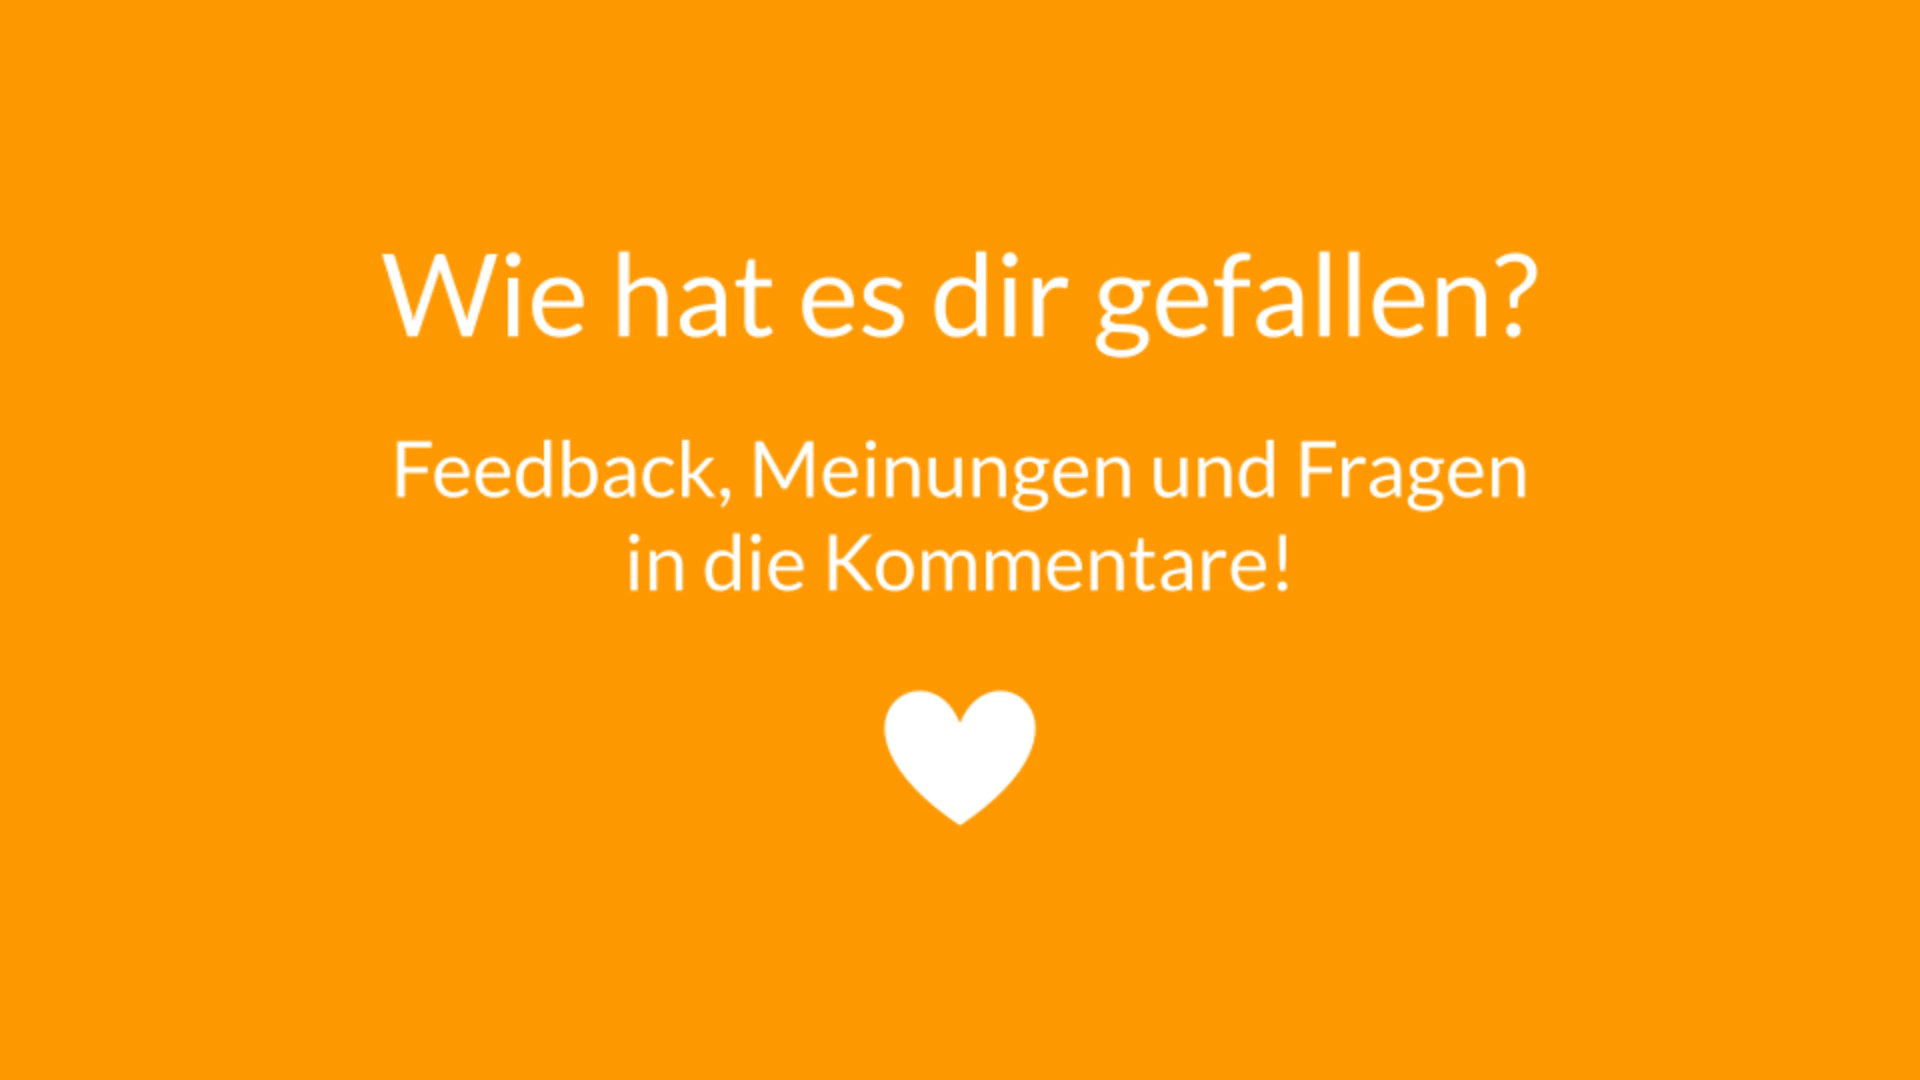 Wie hat es dir gefallen?
Feedback, Meinungen und Fragen
in die Kommentare!